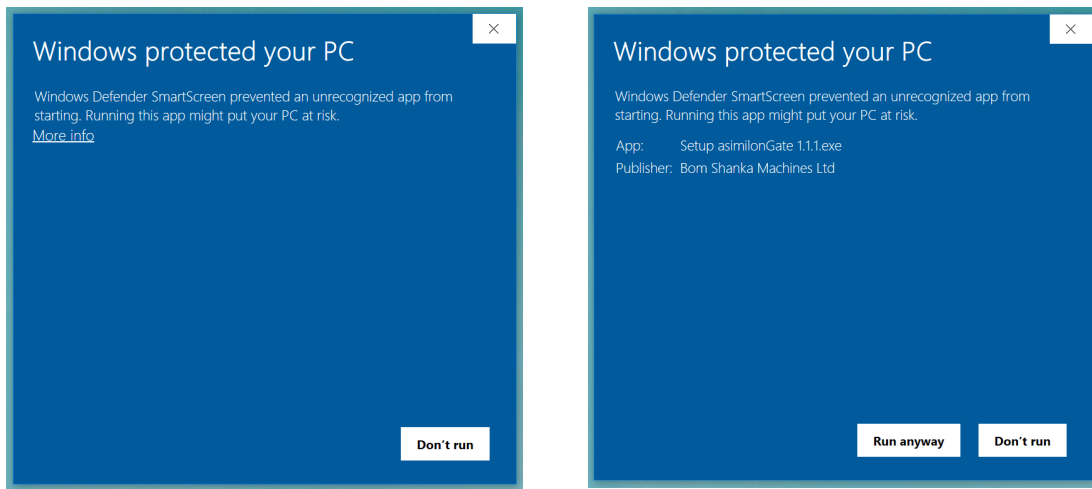 Windows protected your PC
Windows Defender SmartScreen prevented an unrecognized app from
starting. Running this app might put your PC at risk.
More info
Don't run
Windows protected your PC
Windows Defender SmartScreen prevented an unrecognized app from
starting. Running this app might put your PC at risk.
App: Setup asimilonGate 1.1.1.exe
Publisher: Bom Shanka Machines Ltd
Run anyway Don't run